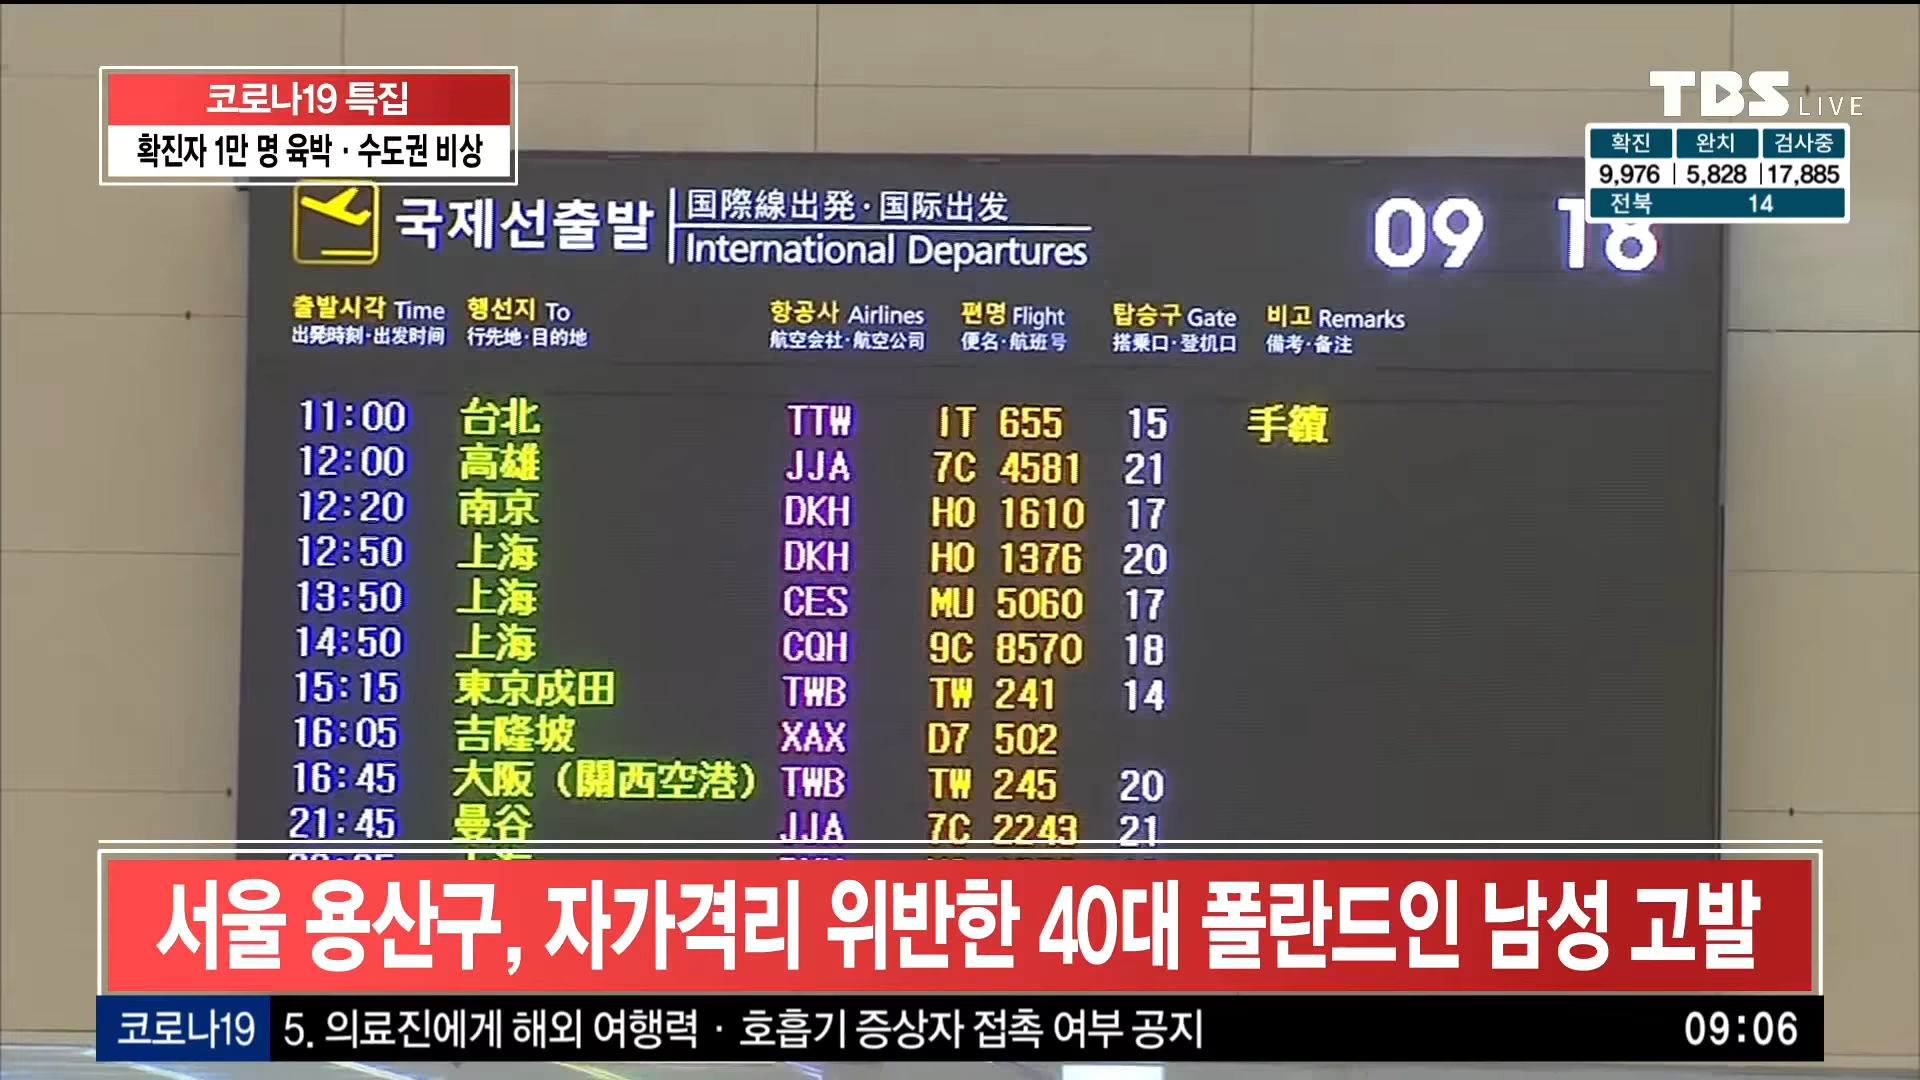 코로나19 특집
확진자 1만 명 육박 · 수도권 비상
TBS LIVE
확진 완치 검사중
9,976 5,828 17,885
전북 14
국제선출발 国際線出発·国际出发
International Departures
09 18
출발시각 Time 행선지 To 항공사 Airlines 편명 Flight 탑승구 Gate 비고 Remarks
出発時刻·出发时间 行先地·目的地 航空会社·航空公司 便名·航班号 搭乗口·登机口 備考·备注
11:00 台北 TTW IT 655 15 手續
12:00 高雄 JJA 7C 4581 21
12:20 南京 DKH HO 1610 17
12:50 上海 DKH HO 1376 20
13:50 上海 CES MU 5060 17
14:50 上海 CQH 9C 8570 18
15:15 東京成田 TWB TW 241 14
16:05 吉隆坡 XAX D7 502
16:45 大阪（關西空港） TWB TW 245 20
21:45 曼谷 JJA 7C 2243 21
서울 용산구, 자가격리 위반한 40대 폴란드인 남성 고발
코로나19 5. 의료진에게 해외 여행력 · 호흡기 증상자 접촉 여부 공지 09:06